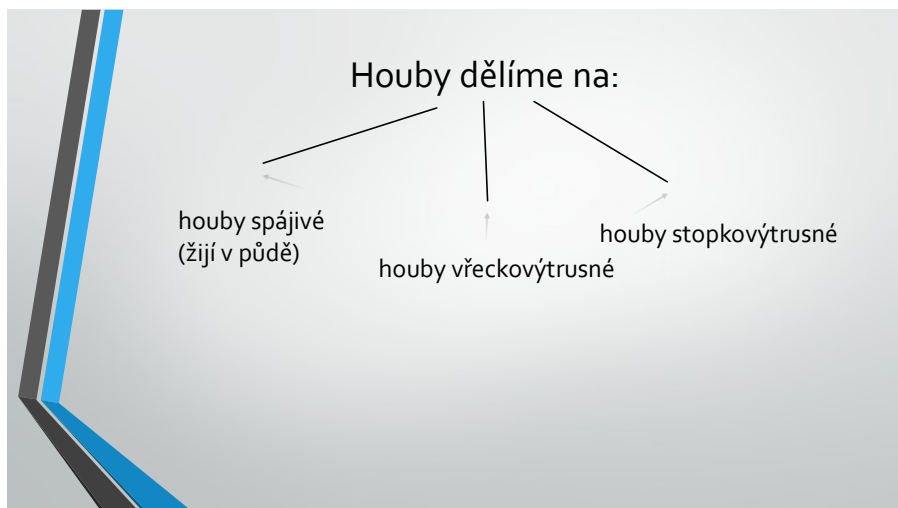 Houby dělíme na:
houby spájivé
(žijí v půdě)
houby vřeckovýtrusné
houby stopkovýtrusné